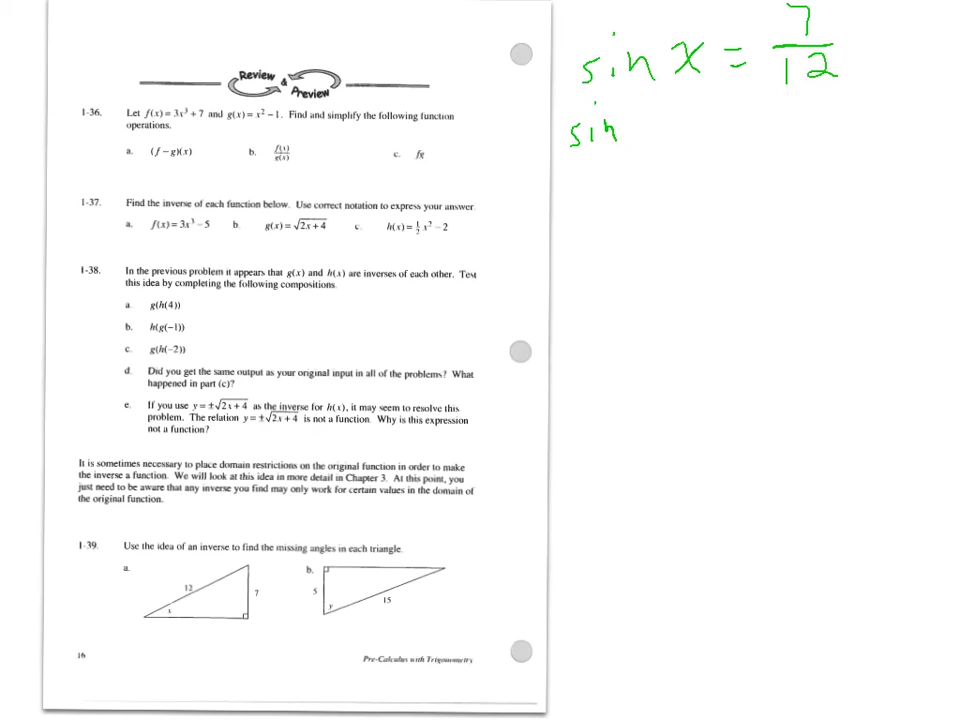 sin x = 7/12
sin
Review & Preview
1-36. Let f(x) = 3x³ + 7 and g(x) = x² − 1. Find and simplify the following function
operations.
a. (f − g)(x) b. f(x)/g(x) c. fg
1-37. Find the inverse of each function below. Use correct notation to express your answer.
a. f(x) = 3x³ − 5 b. g(x) = √(2x + 4) c. h(x) = ½ x² − 2
1-38. In the previous problem it appears that g(x) and h(x) are inverses of each other. Test
this idea by completing the following compositions.
a. g(h(4))
b. h(g(−1))
c. g(h(−2))
d. Did you get the same output as your original input in all of the problems? What
happened in part (c)?
e. If you use y = ±√(2x + 4) as the inverse for h(x), it may seem to resolve this
problem. The relation y = ±√(2x + 4) is not a function. Why is this expression
not a function?
It is sometimes necessary to place domain restrictions on the original function in order to make
the inverse a function. We will look at this idea in more detail in Chapter 3. At this point, you
just need to be aware that any inverse you find may only work for certain values in the domain of
the original function.
1-39. Use the idea of an inverse to find the missing angles in each triangle.
a. 12 7 x
b. 5 y 15
16 Pre-Calculus with Trigonometry